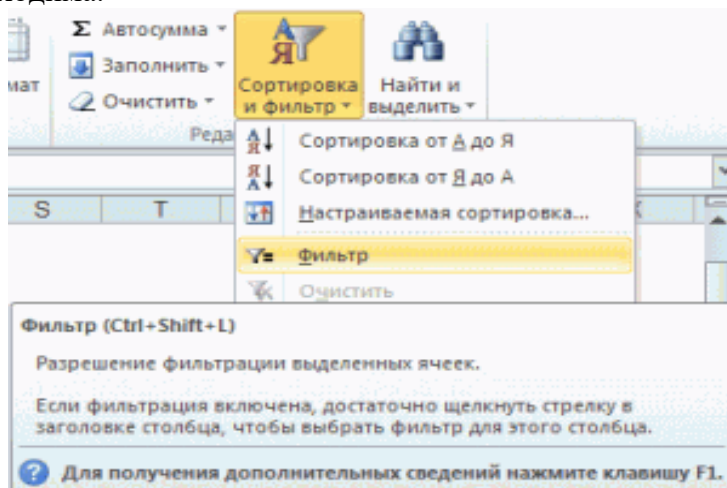 Σ Автосумма
Заполнить
Очистить
Сортировка
и фильтр
Найти и
выделить
мат
Реда
Сортировка от А до Я
Сортировка от Я до А
Настраиваемая сортировка...
S T
Фильтр
Очистить
Фильтр (Ctrl+Shift+L)
Разрешение фильтрации выделенных ячеек.
Если фильтрация включена, достаточно щелкнуть стрелку в
заголовке столбца, чтобы выбрать фильтр для этого столбца.
Для получения дополнительных сведений нажмите клавишу F1.